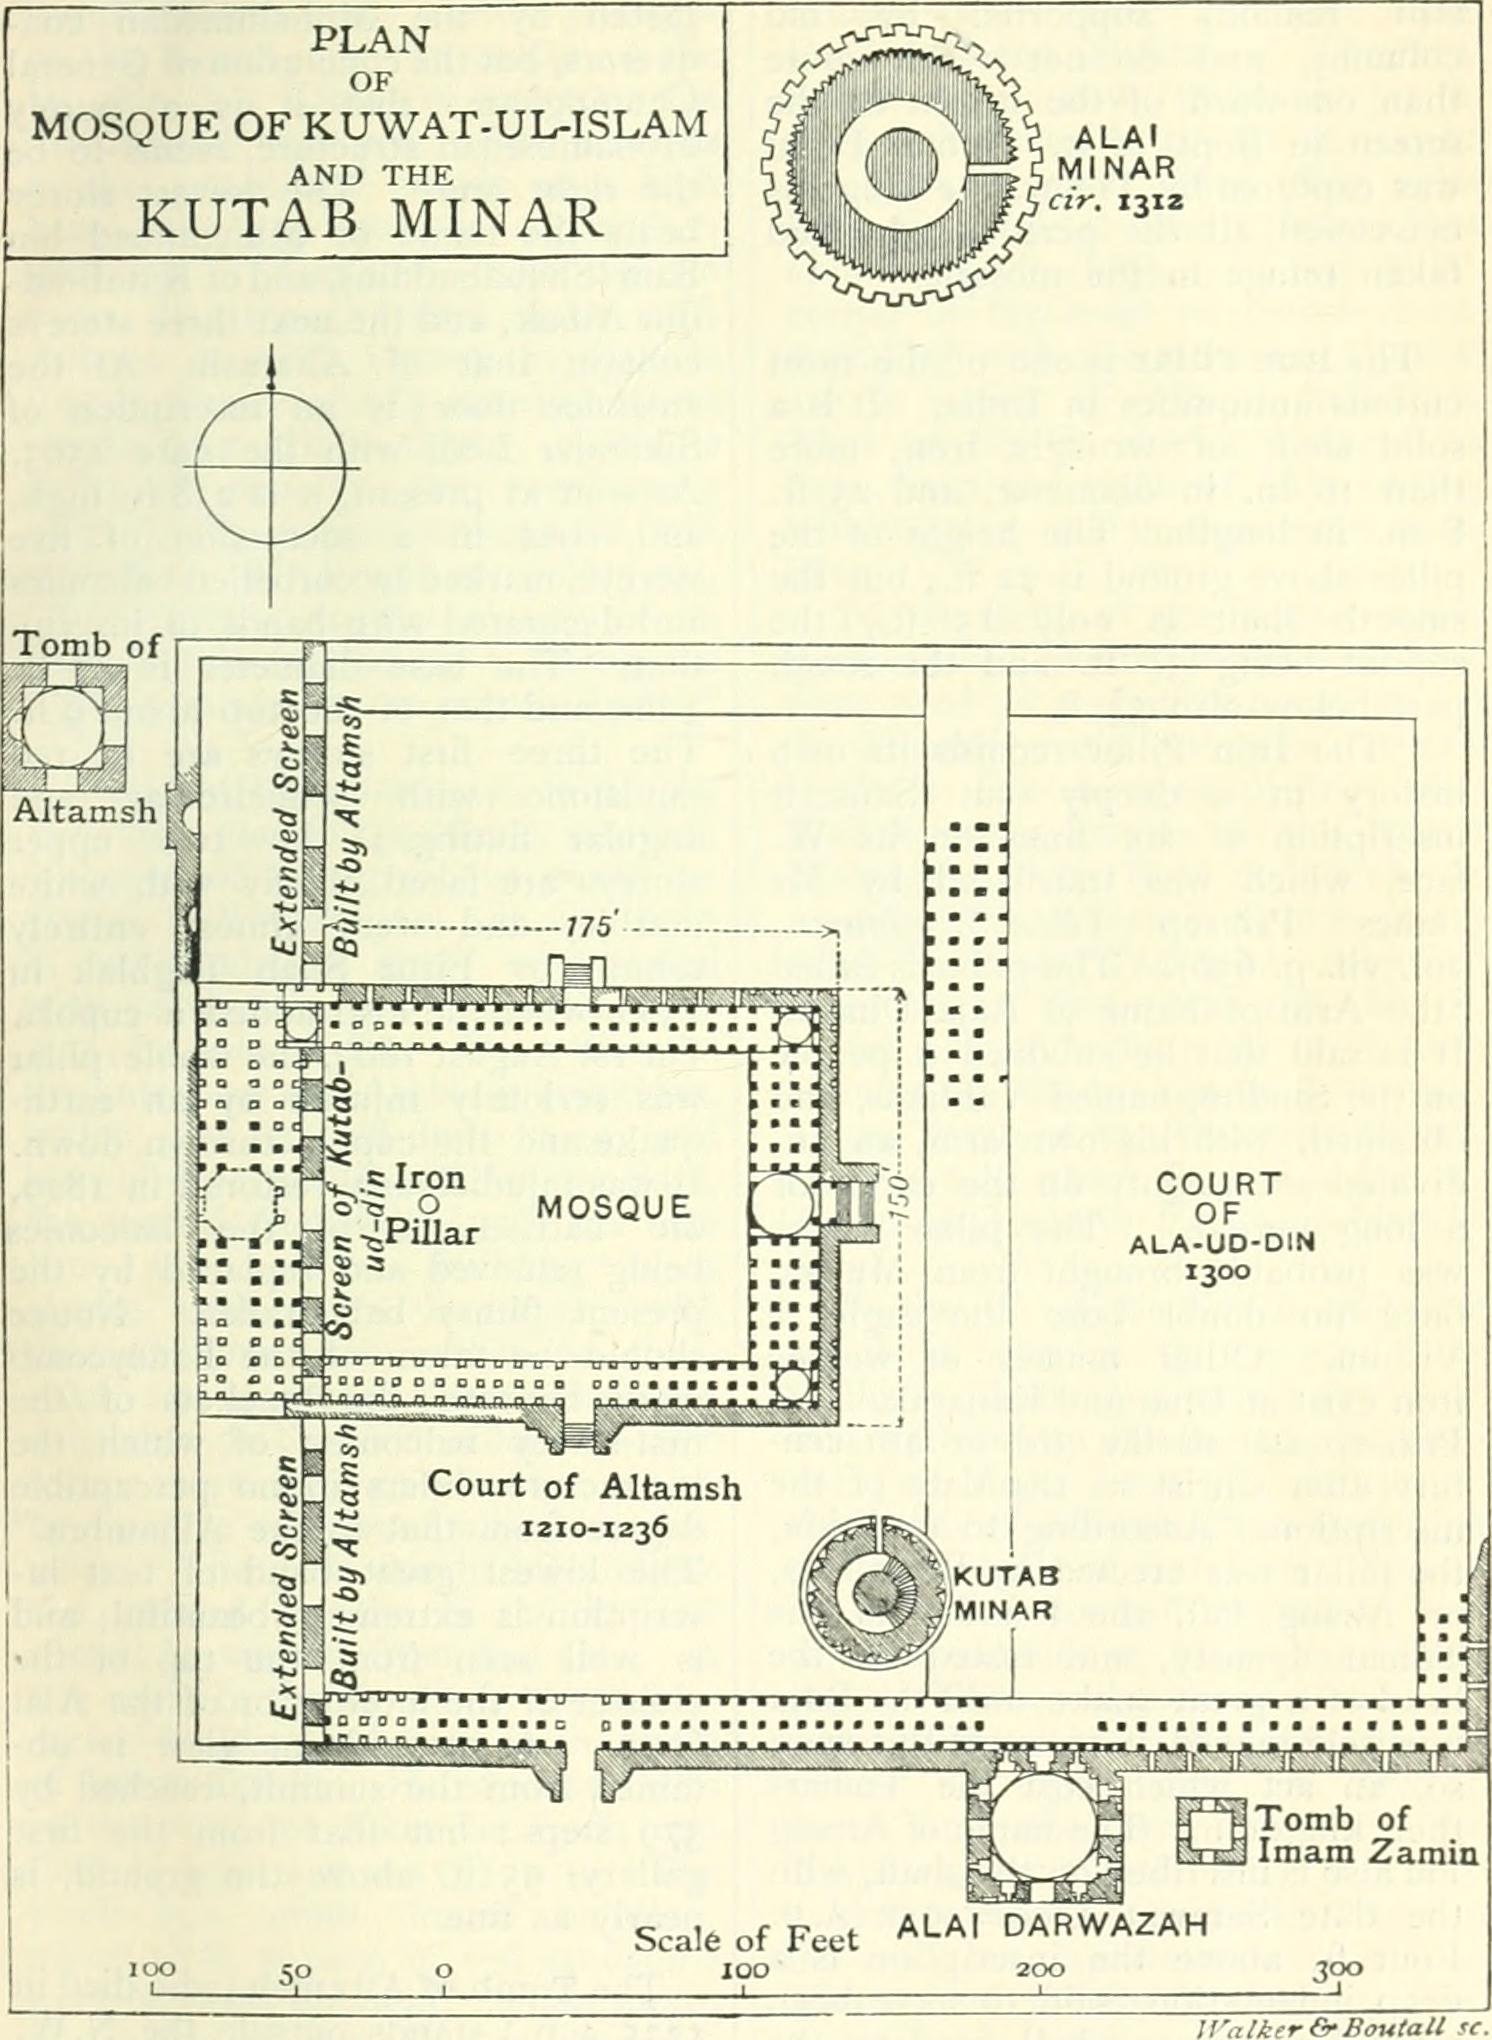 PLAN
OF
MOSQUE OF KUWAT-UL-ISLAM
AND THE
KUTAB MINAR
ALAI
MINAR
cir. 1312
Tomb of
Altamsh
Extended Screen
Built by Altamsh
175'
150'
Screen of Kutab-
ud-din
Iron
Pillar
MOSQUE
COURT
OF
ALA-UD-DIN
1300
Court of Altamsh
1210-1236
Extended Screen
Built by Altamsh
KUTAB
MINAR
Tomb of
Imam Zamin
ALAI DARWAZAH
Scale of Feet
100 50 0 100 200 300
Walker & Boutall sc.